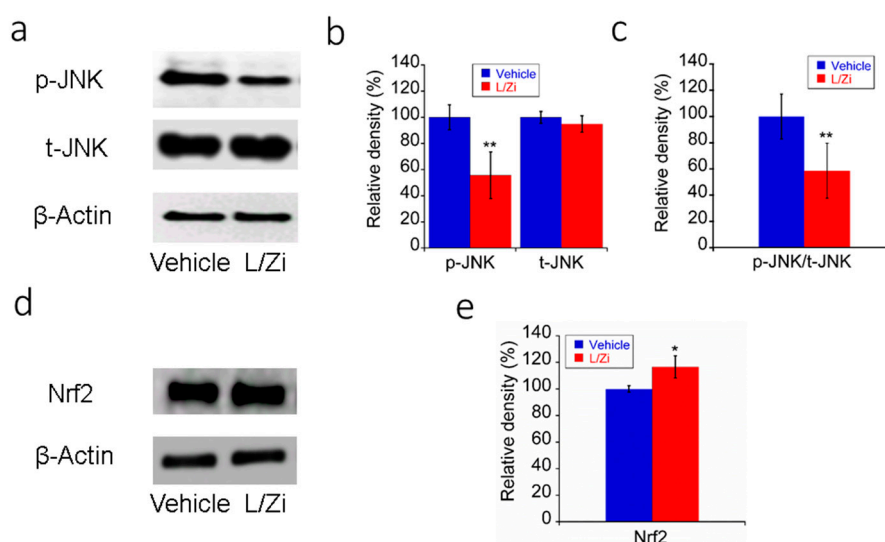 a
p-JNK
t-JNK
β-Actin
Vehicle L/Zi
b
Relative density (%)
140
120
100
80
60
40
20
0
Vehicle
L/Zi
**
p-JNK t-JNK
c
Relative density (%)
140
120
100
80
60
40
20
0
Vehicle
L/Zi
**
p-JNK/t-JNK
d
Nrf2
β-Actin
Vehicle L/Zi
e
Relative density (%)
140
120
100
80
60
40
20
0
Vehicle
L/Zi
*
Nrf2